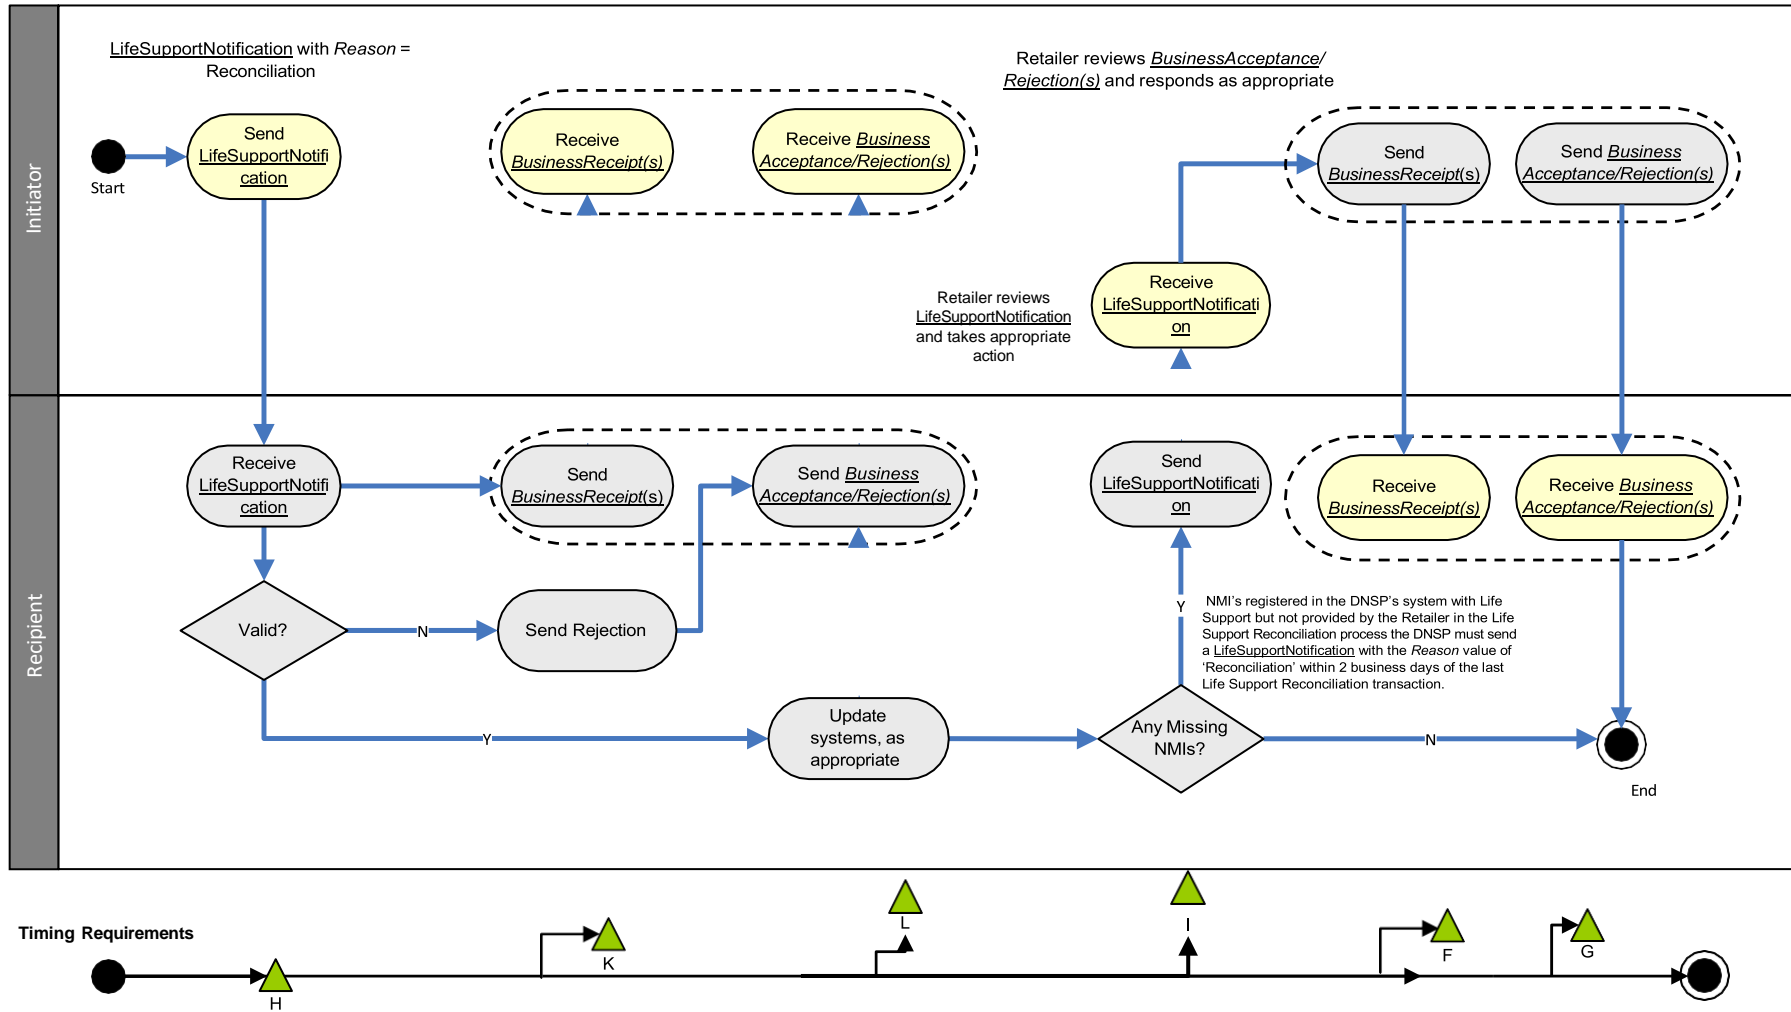 Initiator
LifeSupportNotification with Reason =
Reconciliation
Start
Send
LifeSupportNotifi
cation
Receive
BusinessReceipt(s)
Receive Business
Acceptance/Rejection(s)
Retailer reviews BusinessAcceptance/
Rejection(s) and responds as appropriate
Send
BusinessReceipt(s)
Send Business
Acceptance/Rejection(s)
Retailer reviews
LifeSupportNotification
and takes appropriate
action
Receive
LifeSupportNotificati
on
Recipient
Receive
LifeSupportNotifi
cation
Send
BusinessReceipt(s)
Send Business
Acceptance/Rejection(s)
Send
LifeSupportNotificati
on
Receive
BusinessReceipt(s)
Receive Business
Acceptance/Rejection(s)
Valid?
N
Send Rejection
Y
NMI's registered in the DNSP's system with Life
Support but not provided by the Retailer in the Life
Support Reconciliation process the DNSP must send
a LifeSupportNotification with the Reason value of
‘Reconciliation’ within 2 business days of the last
Life Support Reconciliation transaction.
Y
Update
systems, as
appropriate
Any Missing
NMIs?
N
End
Timing Requirements
H
K
L
I
F
G